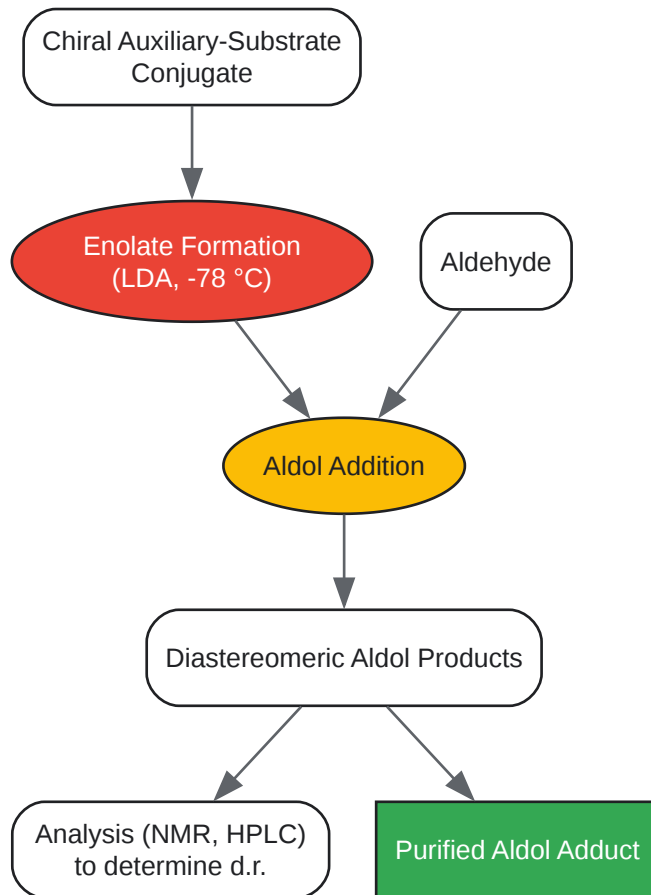 Chiral Auxiliary-Substrate
Conjugate
Enolate Formation
(LDA, -78 °C)
Aldehyde
Aldol Addition
Diastereomeric Aldol Products
Analysis (NMR, HPLC)
to determine d.r.
Purified Aldol Adduct